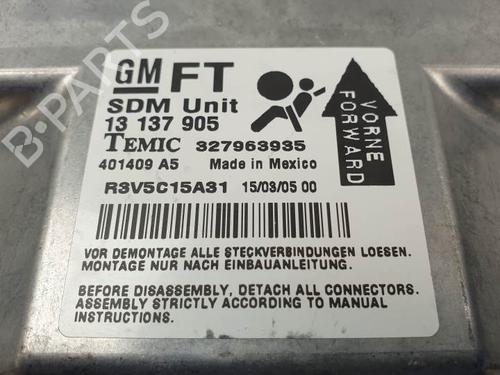 GM FT
SDM Unit
13 137 905
TEMIC 327963935
401409 A5 Made in Mexico
R3V5C15A31 15/03/05 00
VORNE
FORWARD
VOR DEMONTAGE ALLE STECKVERBINDUNGEN LOESEN.
MONTAGE NUR NACH EINBAUANLEITUNG.
BEFORE DISASSEMBLY, DETACH ALL CONNECTORS.
ASSEMBLY STRICTLY ACCORDING TO MANUAL
INSTRUCTIONS.
B-PARTS